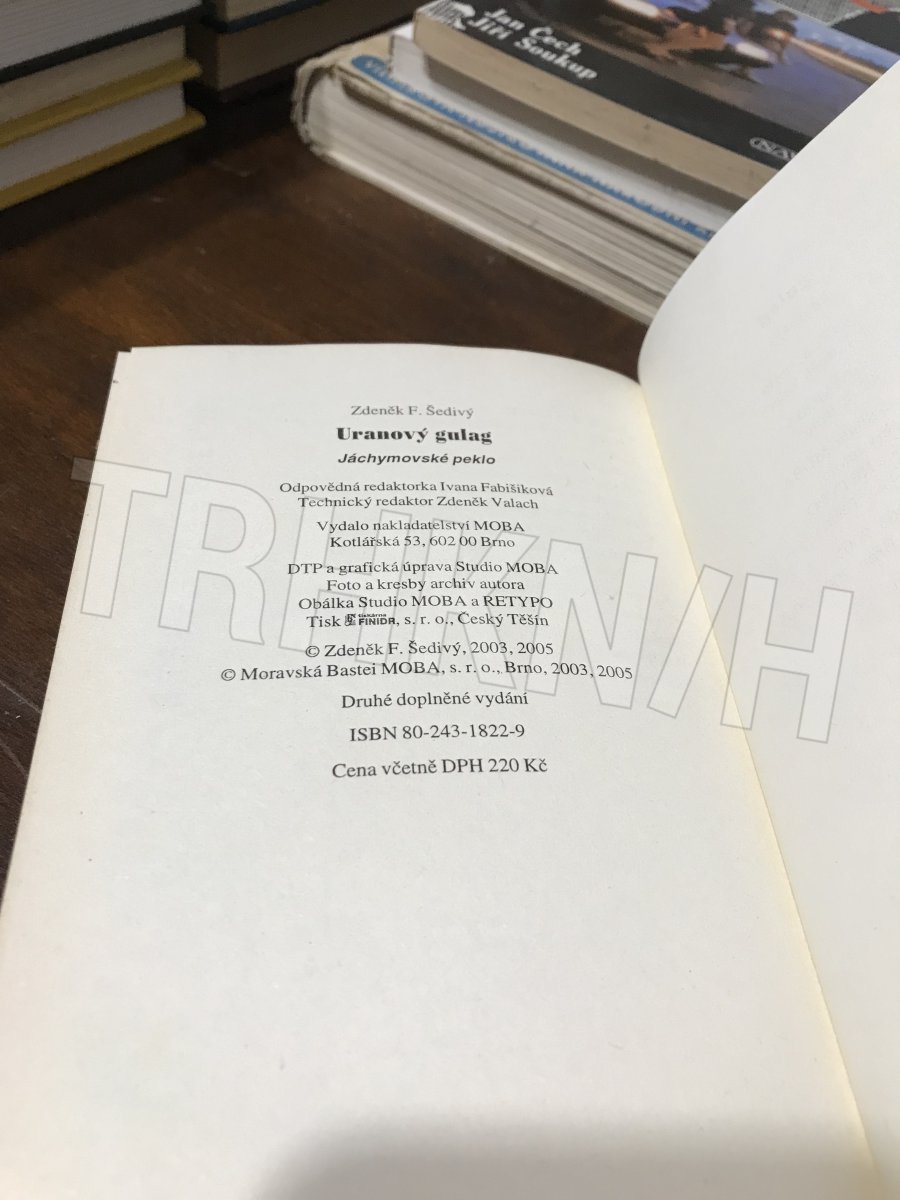 Jan Čech
Jiří Soukup
Zdeněk F. Šedivý
Uranový gulag
Jáchymovské peklo
Odpovědná redaktorka Ivana Fabišiková
Technický redaktor Zdeněk Valach
Vydalo nakladatelství MOBA
Kotlářská 53, 602 00 Brno
DTP a grafická úprava Studio MOBA
Foto a kresby archiv autora
Obálka Studio MOBA a RETYPO
Tisk tiskárna FINIDR, s. r. o., Český Těšín
© Zdeněk F. Šedivý, 2003, 2005
© Moravská Bastei MOBA, s. r. o., Brno, 2003, 2005
Druhé doplněné vydání
ISBN 80-243-1822-9
Cena včetně DPH 220 Kč
TRHKNIH